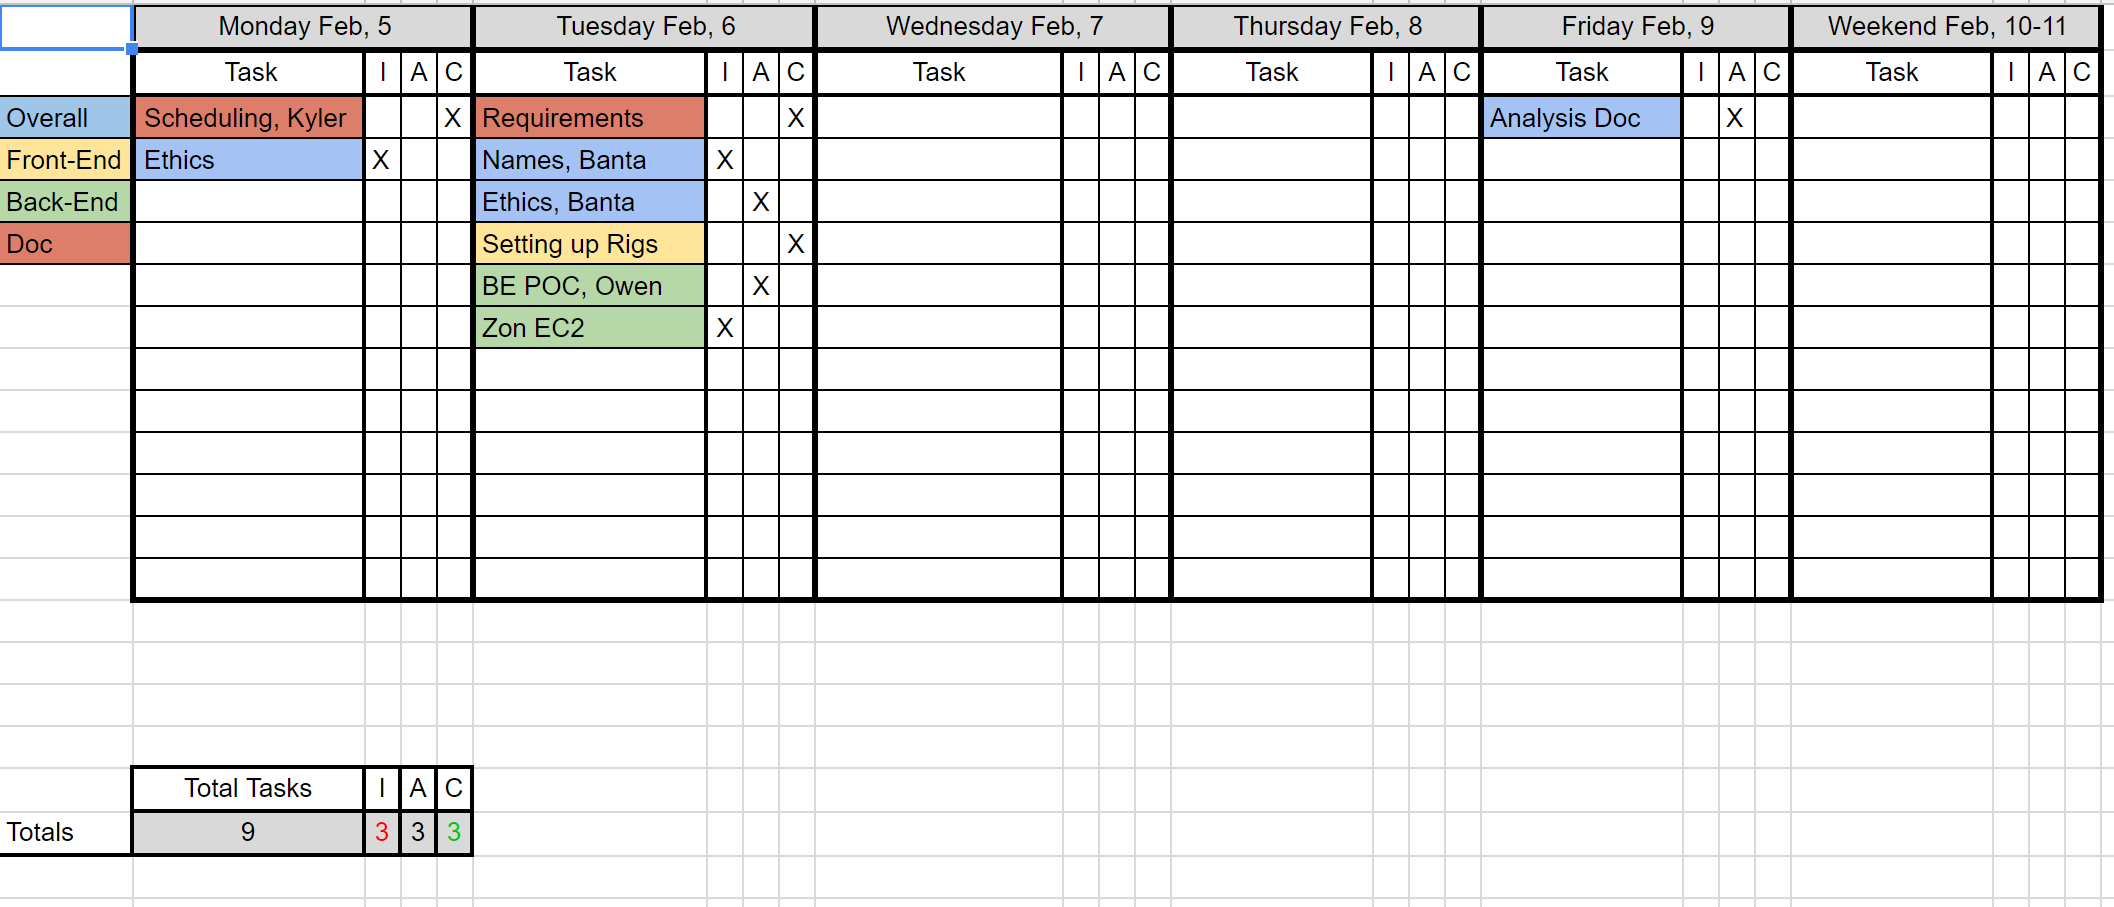 Monday Feb, 5 Tuesday Feb, 6 Wednesday Feb, 7 Thursday Feb, 8 Friday Feb, 9 Weekend Feb, 10-11
Task I A C Task I A C Task I A C Task I A C Task I A C Task I A C
Overall Scheduling, Kyler X Requirements X Analysis Doc X
Front-End Ethics X Names, Banta X
Back-End Ethics, Banta X
Doc Setting up Rigs X
BE POC, Owen X
Zon EC2 X
Total Tasks I A C
Totals 9 3 3 3